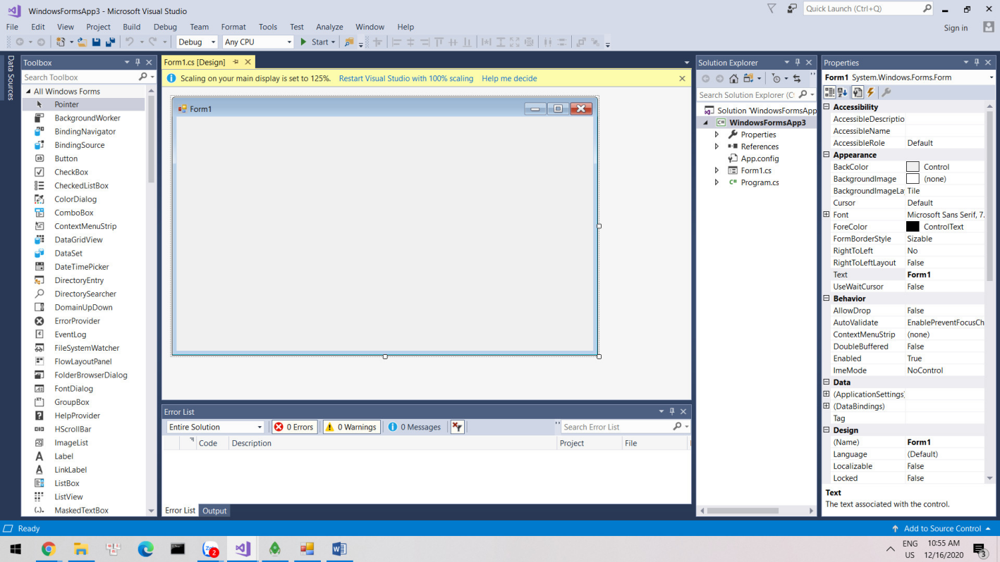 WindowsFormsApp3 - Microsoft Visual Studio
Quick Launch (Ctrl+Q)
File Edit View Project Build Debug Team Format Tools Test Analyze Window Help
Sign in
Debug Any CPU Start
Data Sources
Toolbox
Search Toolbox
All Windows Forms
Pointer
BackgroundWorker
BindingNavigator
BindingSource
Button
CheckBox
CheckedListBox
ColorDialog
ComboBox
ContextMenuStrip
DataGridView
DataSet
DateTimePicker
DirectoryEntry
DirectorySearcher
DomainUpDown
ErrorProvider
EventLog
FileSystemWatcher
FlowLayoutPanel
FolderBrowserDialog
FontDialog
GroupBox
HelpProvider
HScrollBar
ImageList
Label
LinkLabel
ListBox
ListView
MaskedTextBox
Form1.cs [Design]
Scaling on your main display is set to 125%. Restart Visual Studio with 100% scaling Help me decide
Form1
Error List
Entire Solution 0 Errors 0 Warnings 0 Messages Search Error List
Code Description Project File
Error List Output
Solution Explorer
Search Solution Explorer (C
Solution 'WindowsFormsApp
WindowsFormsApp3
Properties
References
App.config
Form1.cs
C# Program.cs
Properties
Form1 System.Windows.Forms.Form
Accessibility
AccessibleDescriptio
AccessibleName
AccessibleRole Default
Appearance
BackColor Control
BackgroundImage (none)
BackgroundImageLa Tile
Cursor Default
Font Microsoft Sans Serif, 7.
ForeColor ControlText
FormBorderStyle Sizable
RightToLeft No
RightToLeftLayout False
Text Form1
UseWaitCursor False
Behavior
AllowDrop False
AutoValidate EnablePreventFocusCh
ContextMenuStrip (none)
DoubleBuffered False
Enabled True
ImeMode NoControl
Data
(ApplicationSettings)
(DataBindings)
Tag
Design
(Name) Form1
Language (Default)
Localizable False
Locked False
Text
The text associated with the control.
Ready
Add to Source Control
2
ENG
US
10:55 AM
12/16/2020
3